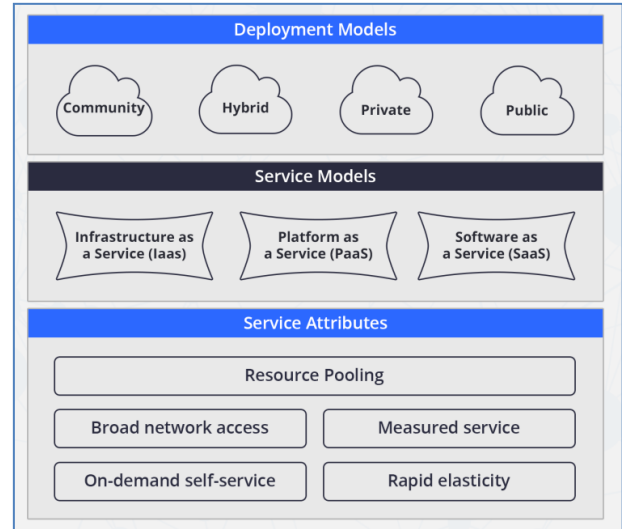 Deployment Models
Community
Hybrid
Private
Public
Service Models
Infrastructure as
a Service (Iaas)
Platform as
a Service (PaaS)
Software as
a Service (SaaS)
Service Attributes
Resource Pooling
Broad network access
Measured service
On-demand self-service
Rapid elasticity